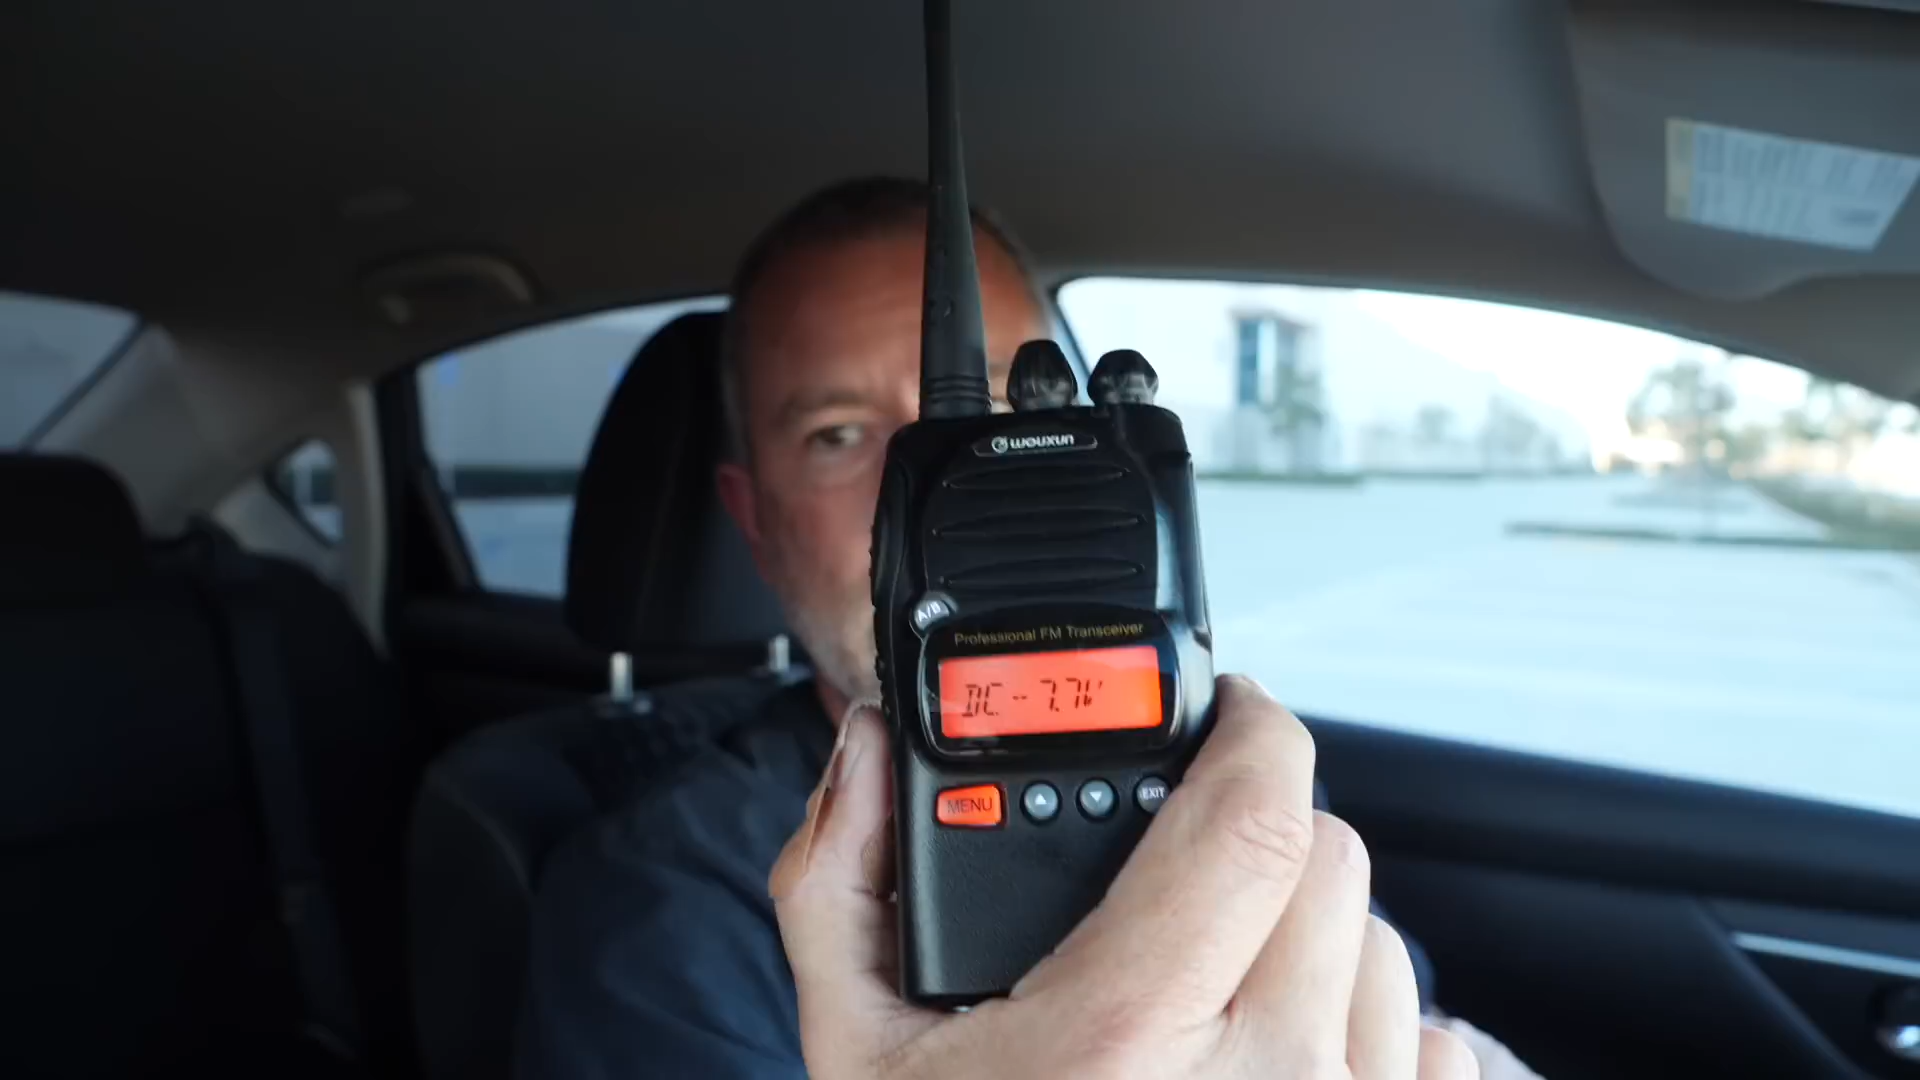 wouxun
A/B
Professional FM Transceiver
DC-7.7V
MENU
EXIT